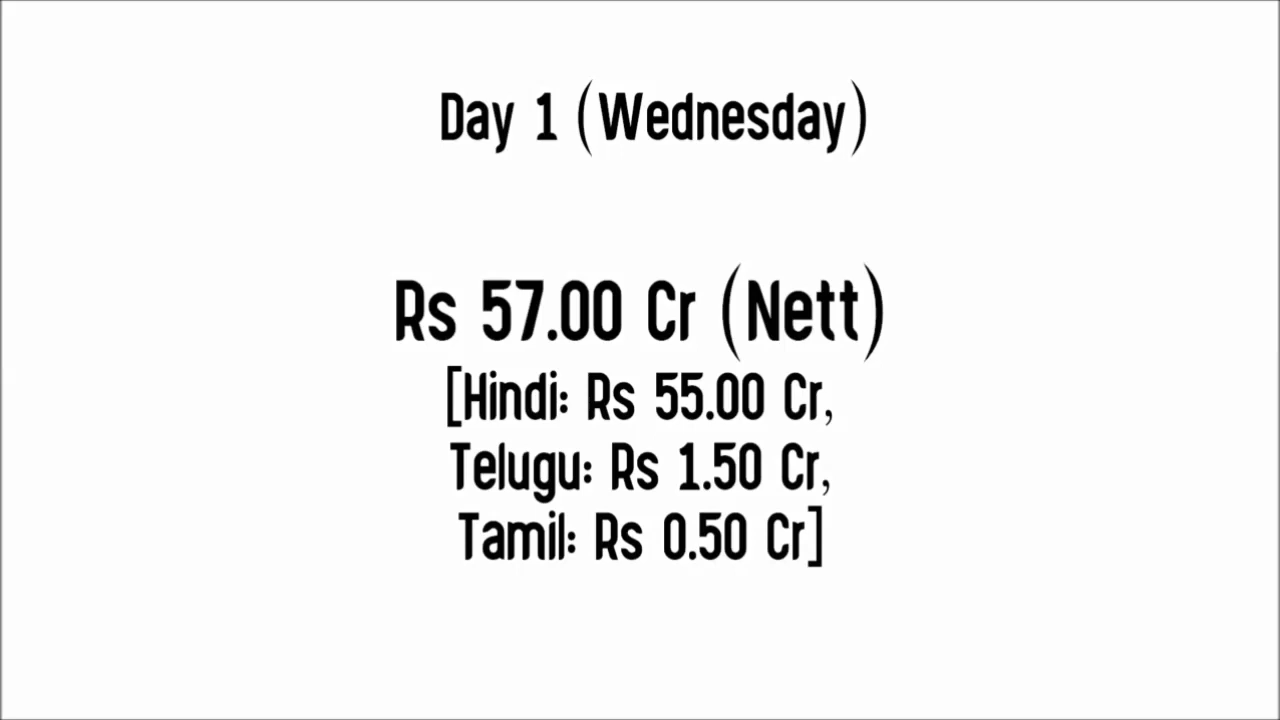 Day 1 (Wednesday)
Rs 57.00 Cr (Nett)
[Hindi: Rs 55.00 Cr,
Telugu: Rs 1.50 Cr,
Tamil: Rs 0.50 Cr]